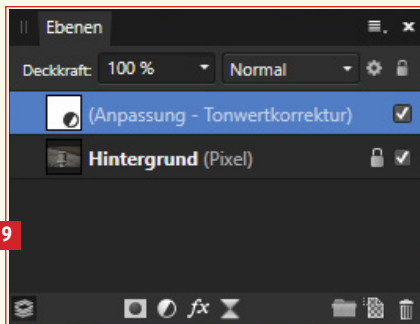 Ebenen
Deckkraft: 100 % Normal
(Anpassung - Tonwertkorrektur)
Hintergrund (Pixel)
9
fx